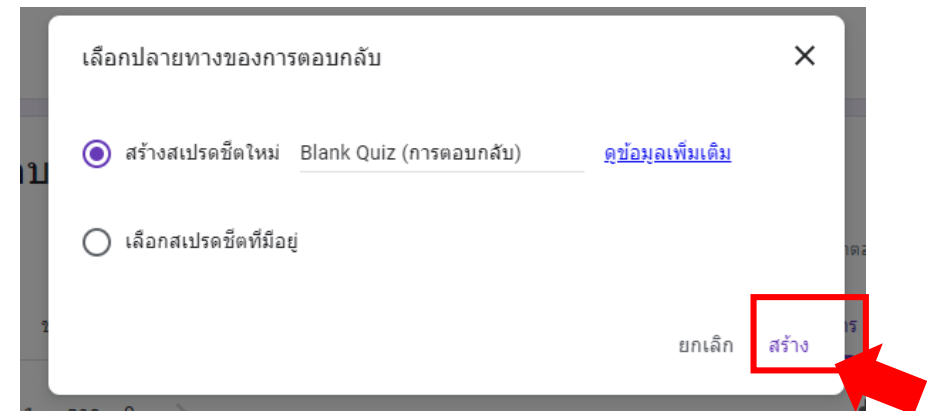 เลือกปลายทางของการตอบกลับ
สร้างสเปรดชีตใหม่ Blank Quiz (การตอบกลับ) ดูข้อมูลเพิ่มเติม
เลือกสเปรดชีตที่มีอยู่
ยกเลิก สร้าง